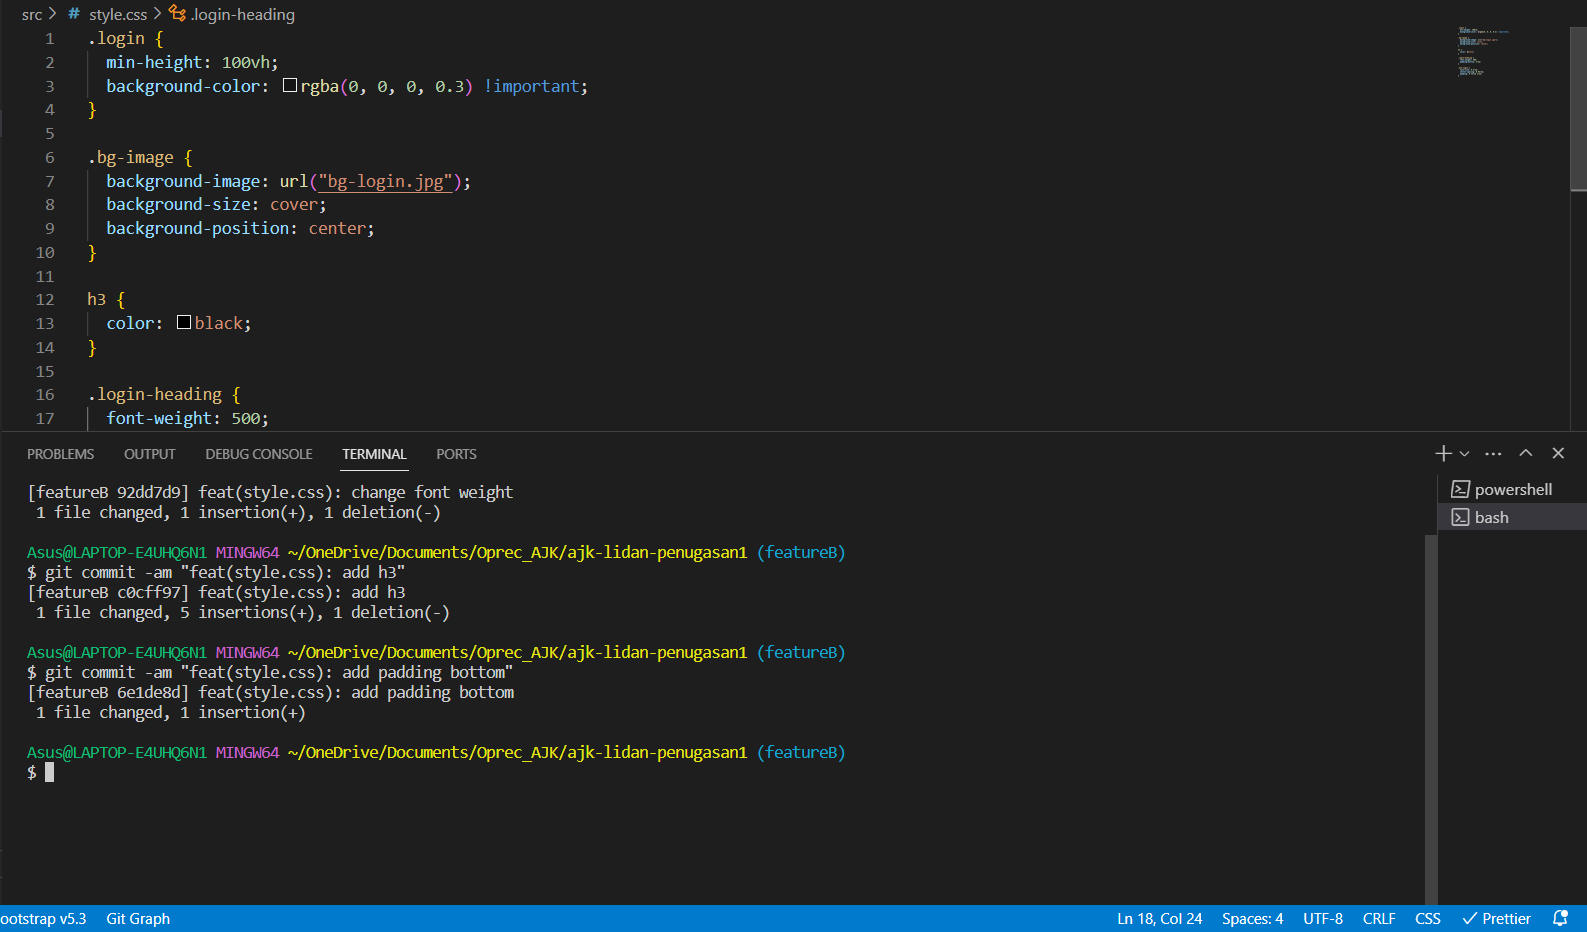 src > # style.css > .login-heading
1 .login {
2 min-height: 100vh;
3 background-color: rgba(0, 0, 0, 0.3) !important;
4 }
5
6 .bg-image {
7 background-image: url("bg-login.jpg");
8 background-size: cover;
9 background-position: center;
10 }
11
12 h3 {
13 color: black;
14 }
15
16 .login-heading {
17 font-weight: 500;
PROBLEMS OUTPUT DEBUG CONSOLE TERMINAL PORTS
powershell
bash
[featureB 92dd7d9] feat(style.css): change font weight
1 file changed, 1 insertion(+), 1 deletion(-)
Asus@LAPTOP-E4UHQ6N1 MINGW64 ~/OneDrive/Documents/Oprec_AJK/ajk-lidan-penugasan1 (featureB)
$ git commit -am "feat(style.css): add h3"
[featureB c0cff97] feat(style.css): add h3
1 file changed, 5 insertions(+), 1 deletion(-)
Asus@LAPTOP-E4UHQ6N1 MINGW64 ~/OneDrive/Documents/Oprec_AJK/ajk-lidan-penugasan1 (featureB)
$ git commit -am "feat(style.css): add padding bottom"
[featureB 6e1de8d] feat(style.css): add padding bottom
1 file changed, 1 insertion(+)
Asus@LAPTOP-E4UHQ6N1 MINGW64 ~/OneDrive/Documents/Oprec_AJK/ajk-lidan-penugasan1 (featureB)
$
ootstrap v5.3 Git Graph Ln 18, Col 24 Spaces: 4 UTF-8 CRLF CSS Prettier